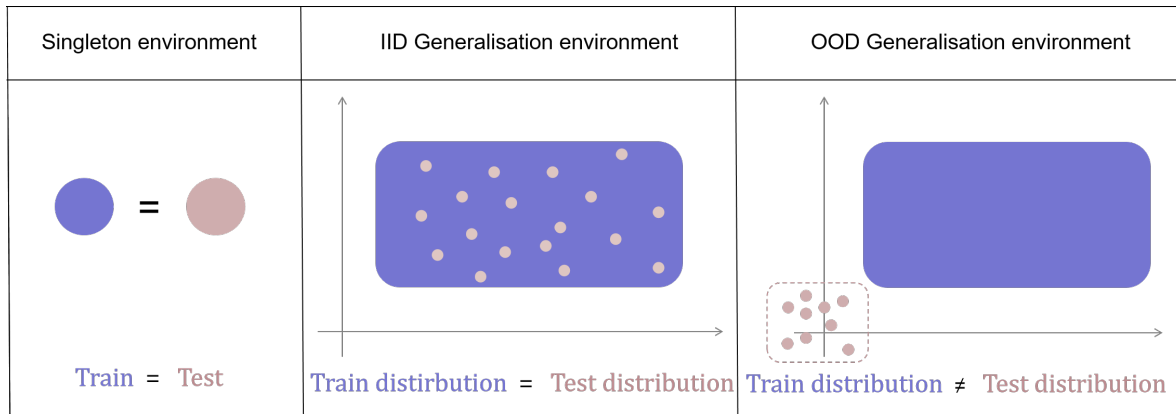 Singleton environment
IID Generalisation environment
OOD Generalisation environment
=
Train = Test
Train distirbution = Test distribution
Train distribution ≠ Test distribution